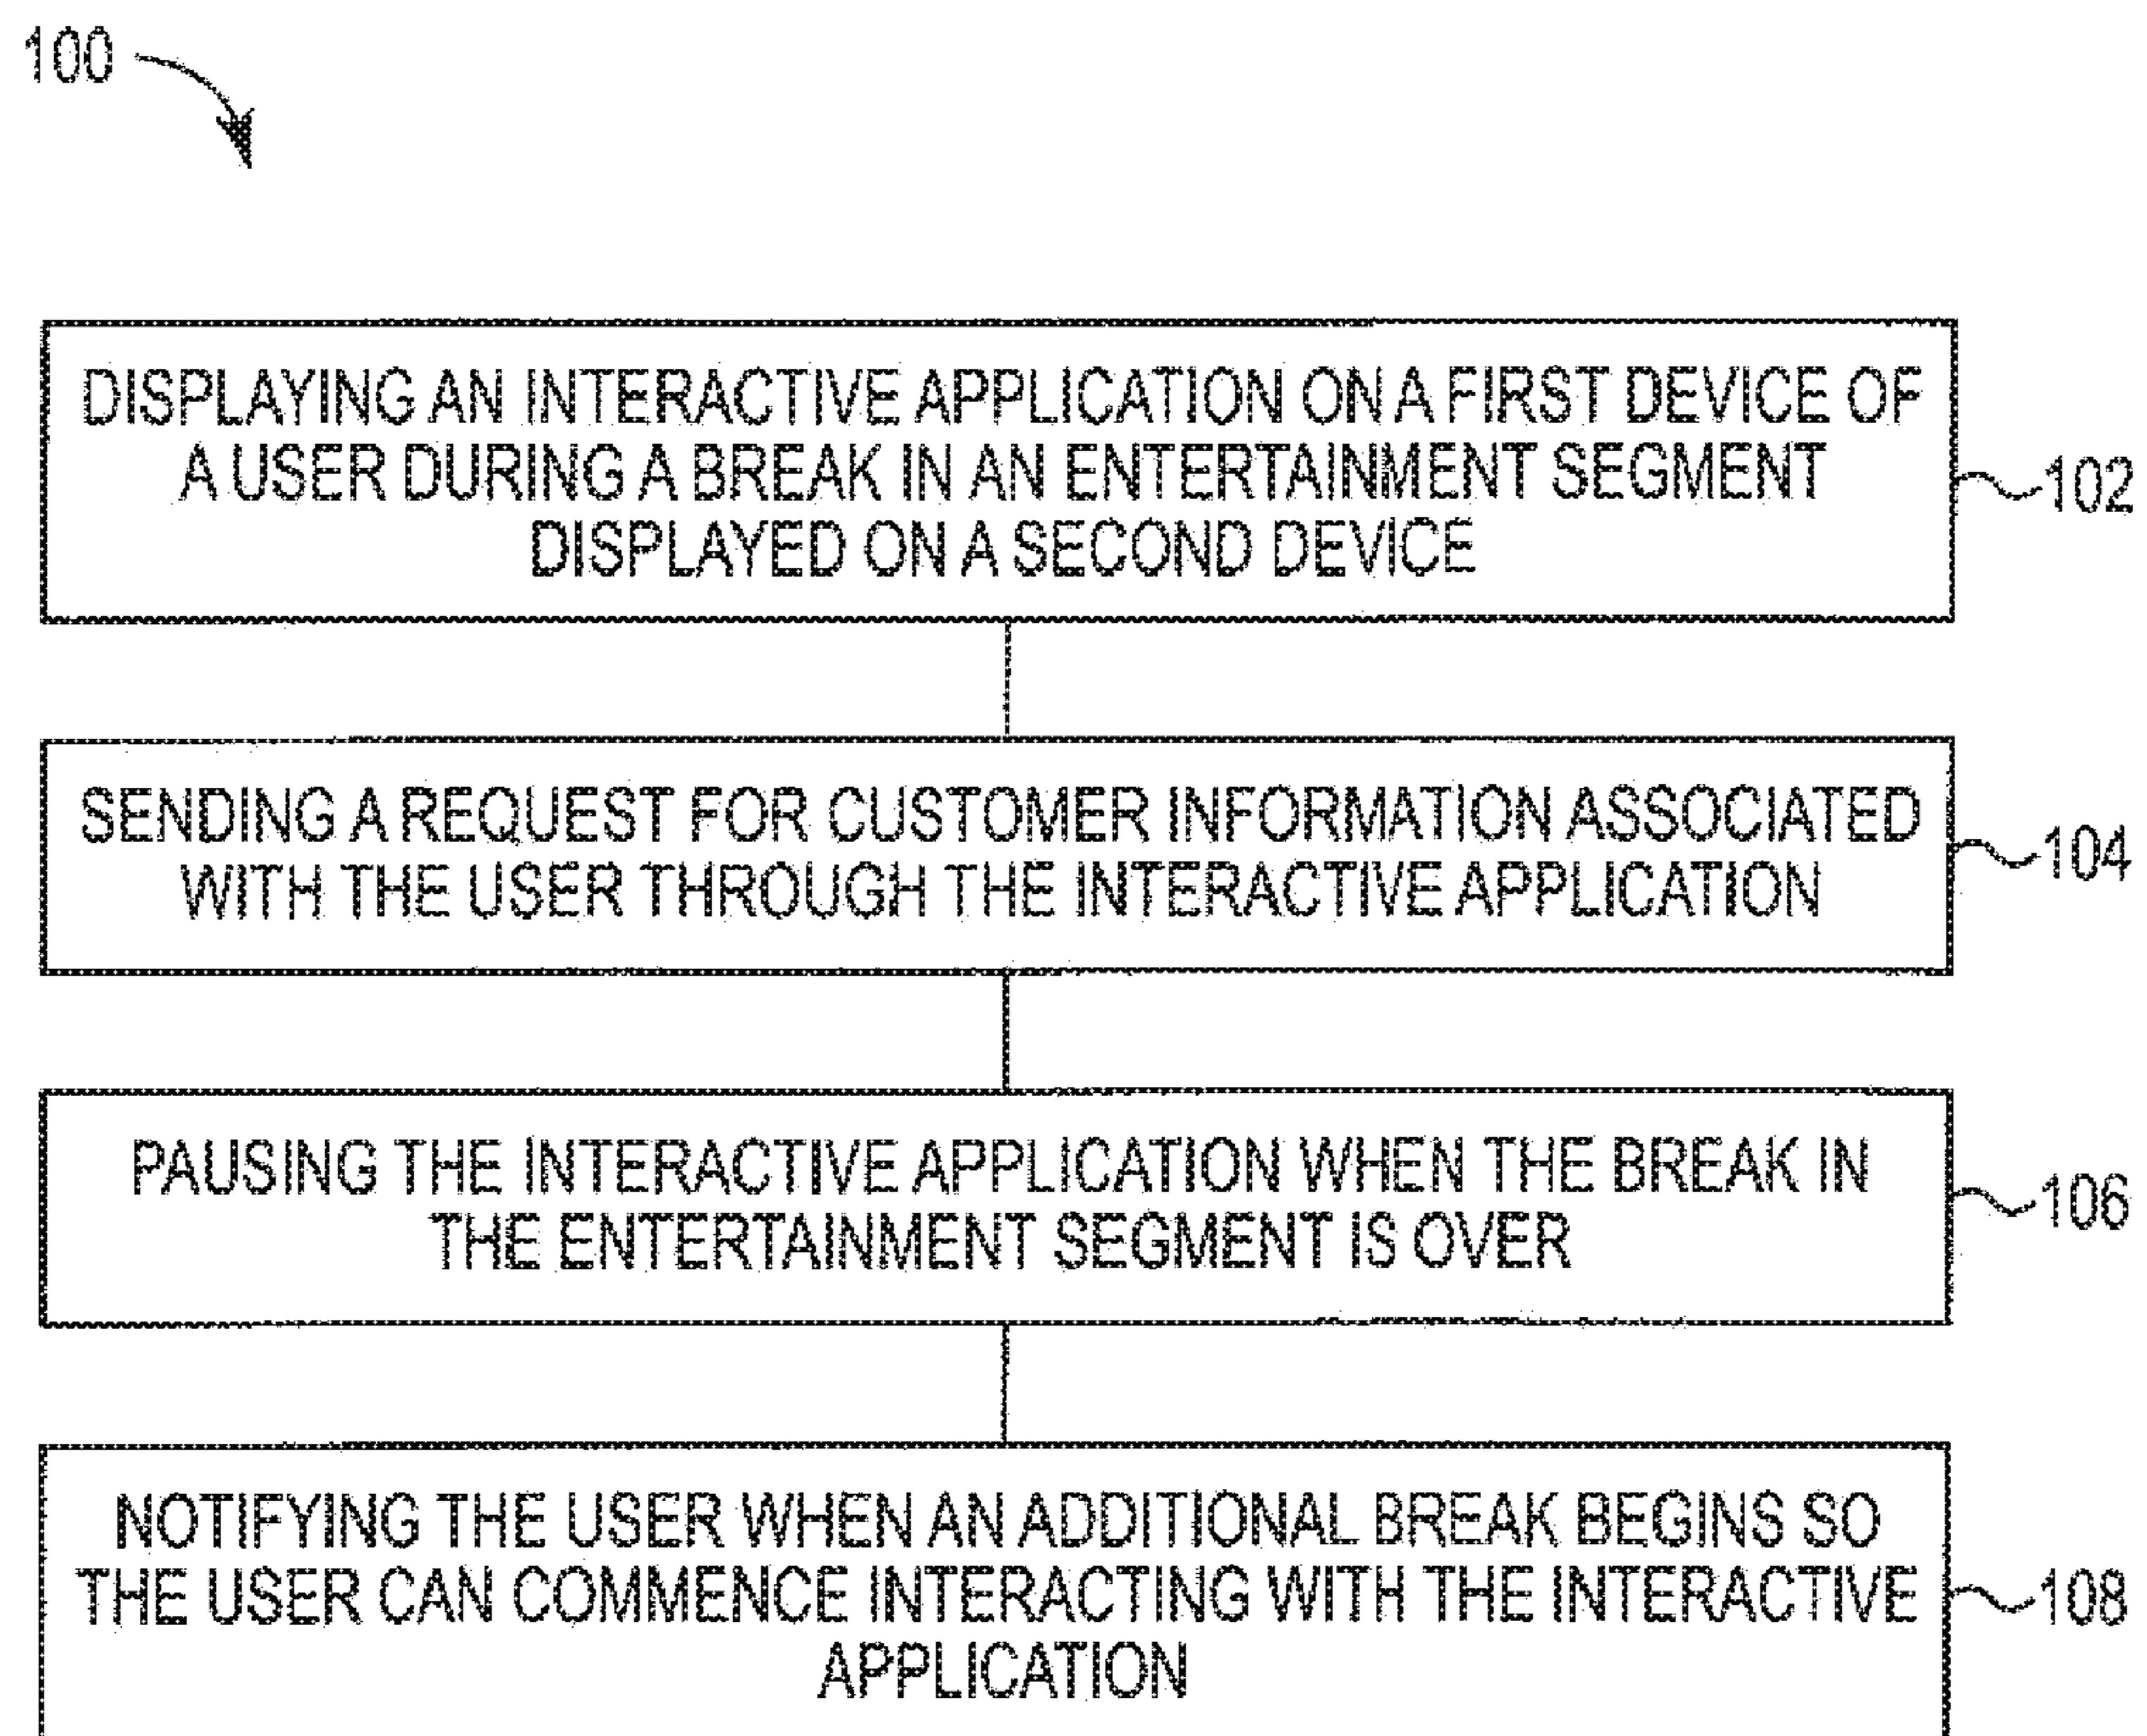 100
DISPLAYING AN INTERACTIVE APPLICATION ON A FIRST DEVICE OF
A USER DURING A BREAK IN AN ENTERTAINMENT SEGMENT
DISPLAYED ON A SECOND DEVICE
102
SENDING A REQUEST FOR CUSTOMER INFORMATION ASSOCIATED
WITH THE USER THROUGH THE INTERACTIVE APPLICATION
104
PAUSING THE INTERACTIVE APPLICATION WHEN THE BREAK IN
THE ENTERTAINMENT SEGMENT IS OVER
106
NOTIFYING THE USER WHEN AN ADDITIONAL BREAK BEGINS SO
THE USER CAN COMMENCE INTERACTING WITH THE INTERACTIVE
APPLICATION
108